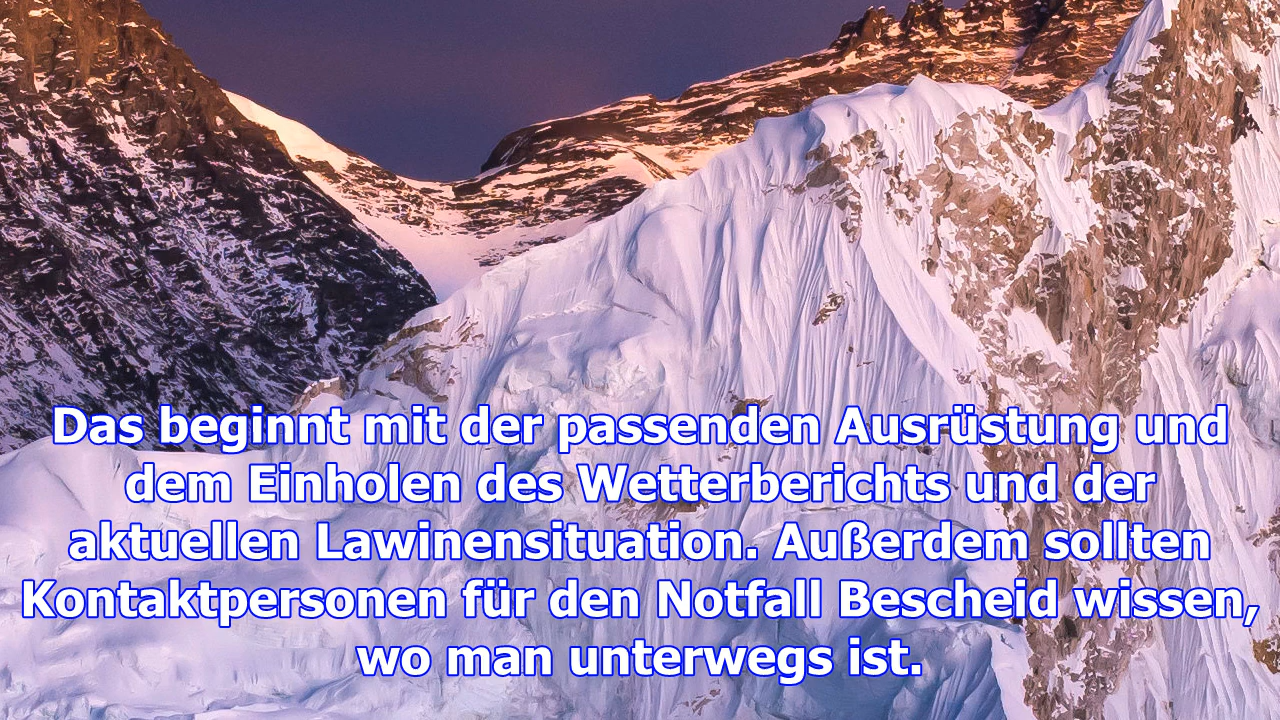 Das beginnt mit der passenden Ausrüstung und
dem Einholen des Wetterberichts und der
aktuellen Lawinensituation. Außerdem sollten
Kontaktpersonen für den Notfall Bescheid wissen,
wo man unterwegs ist.